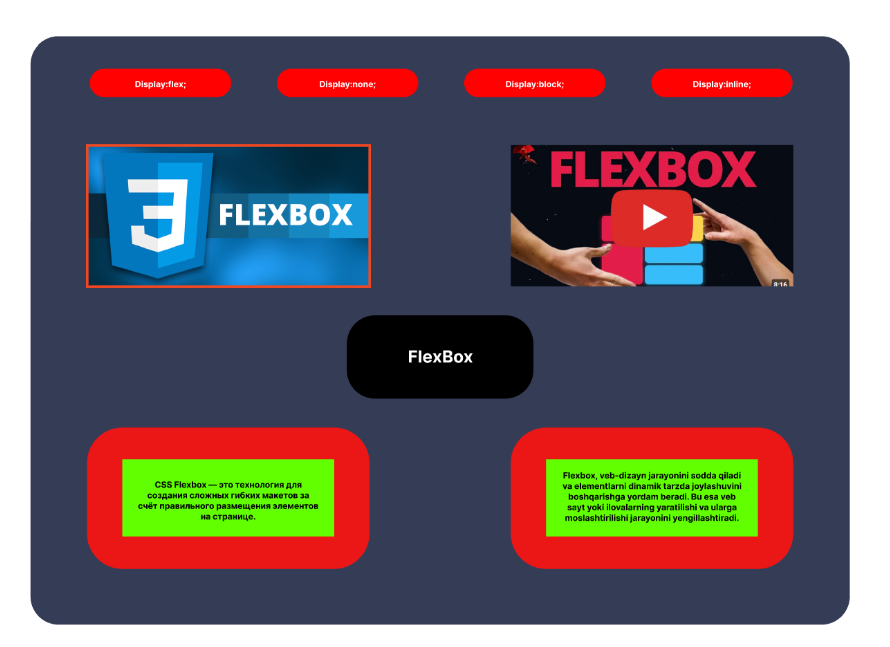 Display:flex;
Display:none;
Display:block;
Display:inline;
FLEXBOX
FLEXBOX
8:16
FlexBox
CSS Flexbox — это технология для
создания сложных гибких макетов за
счёт правильного размещения элементов
на странице.
Flexbox, veb-dizayn jarayonini sodda qiladi
va elementlarni dinamik tarzda joylashuvini
boshqarishga yordam beradi. Bu esa veb
sayt yoki ilovalarning yaratilishi va ularga
moslashtirilishi jarayonini yengillashtiradi.